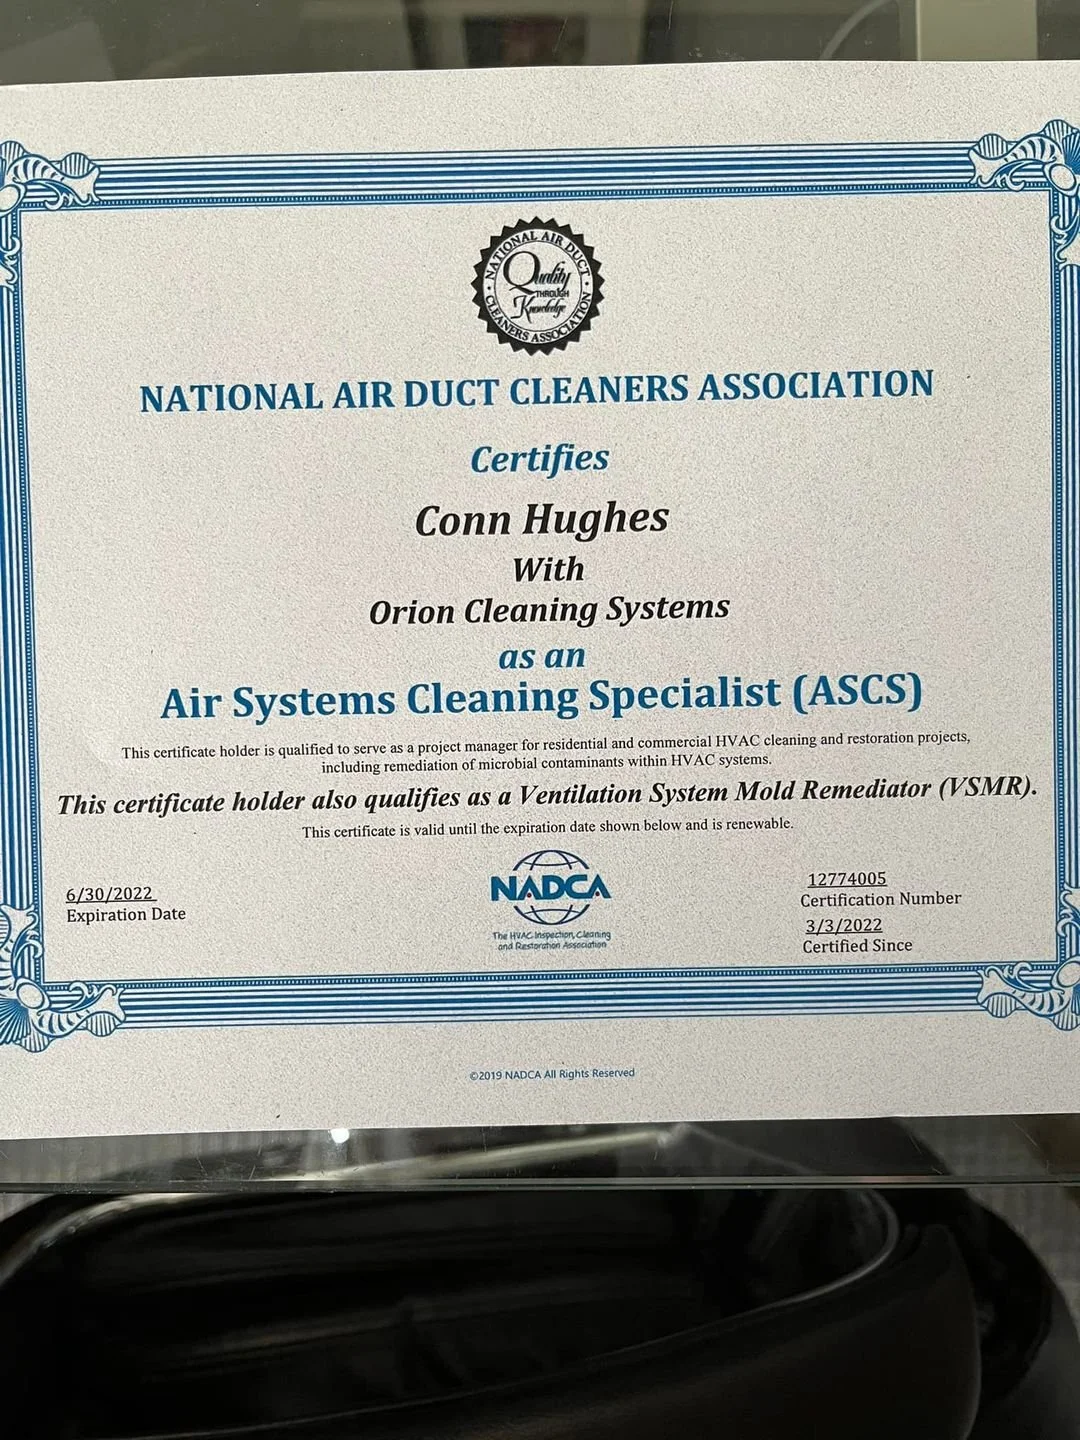 NATIONAL AIR DUCT
Quality
THROUGH
Knowledge
CLEANERS ASSOCIATION
NATIONAL AIR DUCT CLEANERS ASSOCIATION
Certifies
Conn Hughes
With
Orion Cleaning Systems
as an
Air Systems Cleaning Specialist (ASCS)
This certificate holder is qualified to serve as a project manager for residential and commercial HVAC cleaning and restoration projects,
including remediation of microbial contaminants within HVAC systems.
This certificate holder also qualifies as a Ventilation System Mold Remediator (VSMR).
This certificate is valid until the expiration date shown below and is renewable.
6/30/2022
Expiration Date
NADCA
The HVAC Inspection, Cleaning
and Restoration Association
12774005
Certification Number
3/3/2022
Certified Since
©2019 NADCA All Rights Reserved